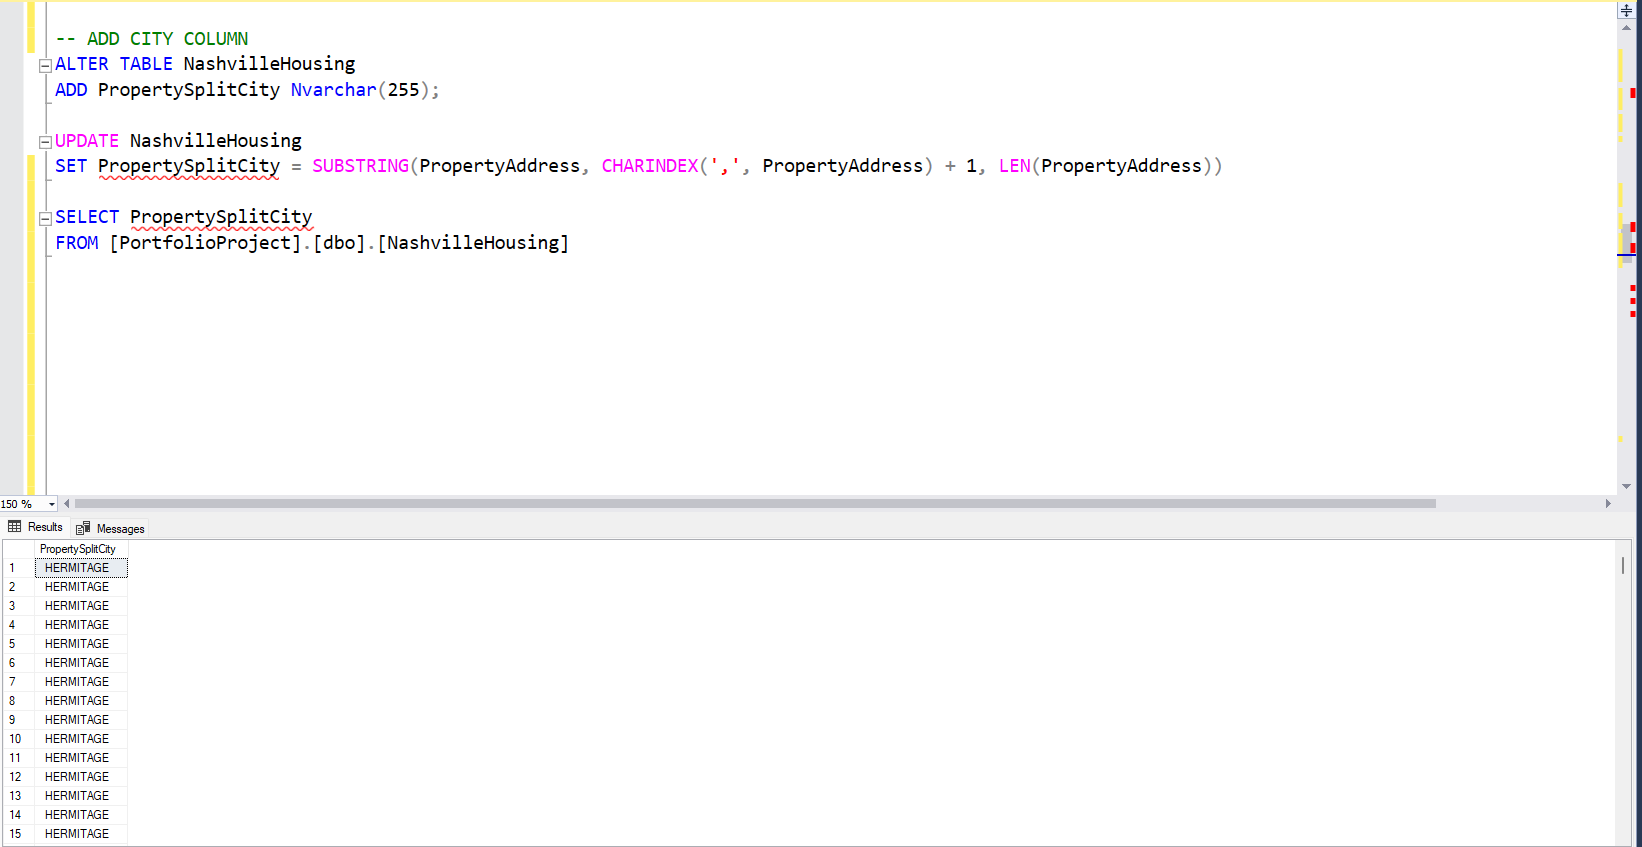 -- ADD CITY COLUMN
ALTER TABLE NashvilleHousing
ADD PropertySplitCity Nvarchar(255);
UPDATE NashvilleHousing
SET PropertySplitCity = SUBSTRING(PropertyAddress, CHARINDEX(',', PropertyAddress) + 1, LEN(PropertyAddress))
SELECT PropertySplitCity
FROM [PortfolioProject].[dbo].[NashvilleHousing]
150 %
Results Messages
PropertySplitCity
1 HERMITAGE
2 HERMITAGE
3 HERMITAGE
4 HERMITAGE
5 HERMITAGE
6 HERMITAGE
7 HERMITAGE
8 HERMITAGE
9 HERMITAGE
10 HERMITAGE
11 HERMITAGE
12 HERMITAGE
13 HERMITAGE
14 HERMITAGE
15 HERMITAGE